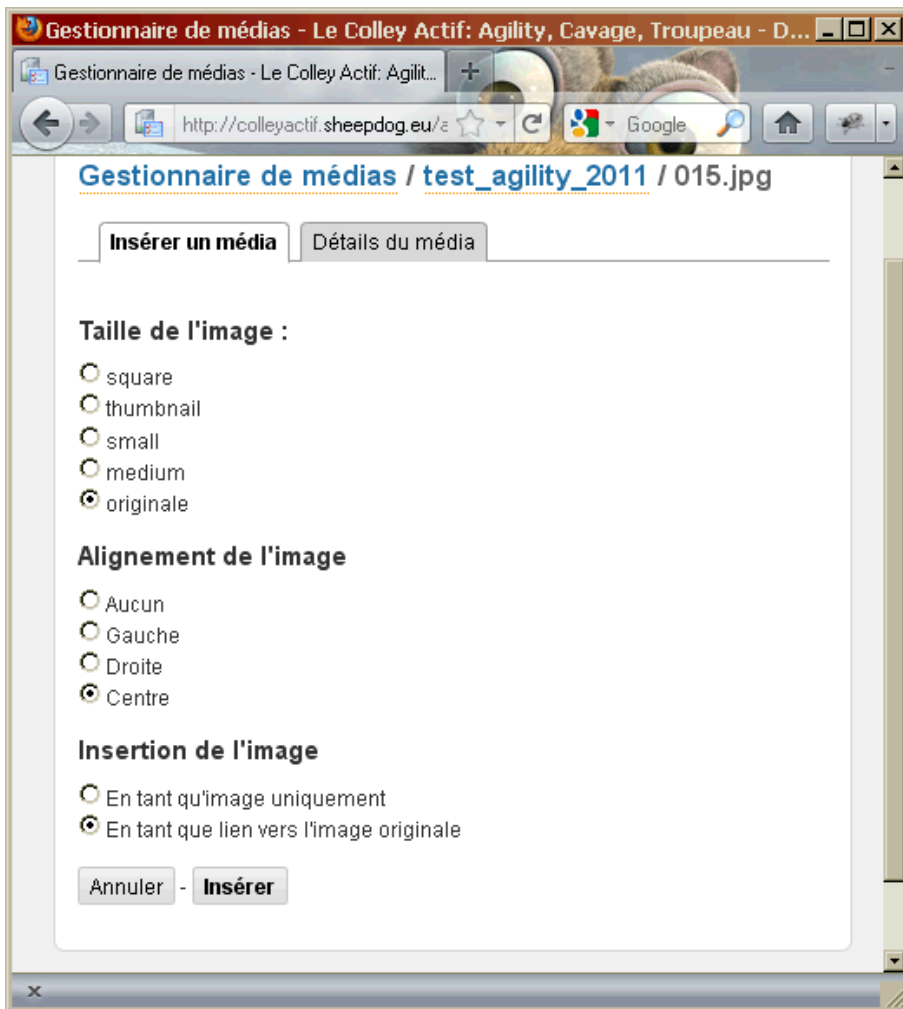 Gestionnaire de médias - Le Colley Actif: Agility, Cavage, Troupeau - D...
Gestionnaire de médias - Le Colley Actif: Agilit...
http://colleyactif.sheepdog.eu/a
Google
Gestionnaire de médias / test_agility_2011 / 015.jpg
Insérer un média
Détails du média
Taille de l'image :
square
thumbnail
small
medium
originale
Alignement de l'image
Aucun
Gauche
Droite
Centre
Insertion de l'image
En tant qu'image uniquement
En tant que lien vers l'image originale
Annuler - Insérer